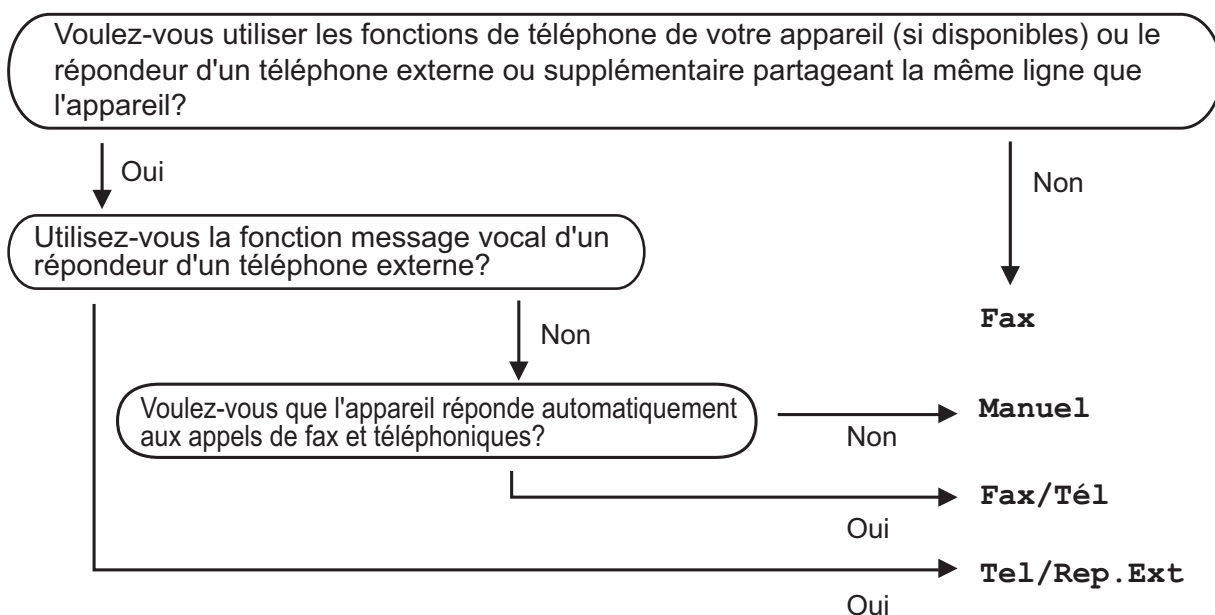 Voulez-vous utiliser les fonctions de téléphone de votre appareil (si disponibles) ou le
répondeur d'un téléphone externe ou supplémentaire partageant la même ligne que
l'appareil?
Oui
Non
Utilisez-vous la fonction message vocal d'un
répondeur d'un téléphone externe?
Fax
Non
Voulez-vous que l'appareil réponde automatiquement
aux appels de fax et téléphoniques?
Manuel
Non
Fax/Tél
Oui
Tel/Rep.Ext
Oui